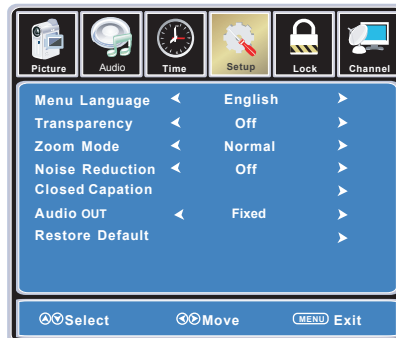 Picture Audio Time Setup Lock Channel
Menu Language English
Transparency Off
Zoom Mode Normal
Noise Reduction Off
Closed Capation
Audio OUT Fixed
Restore Default
Select Move MENU Exit